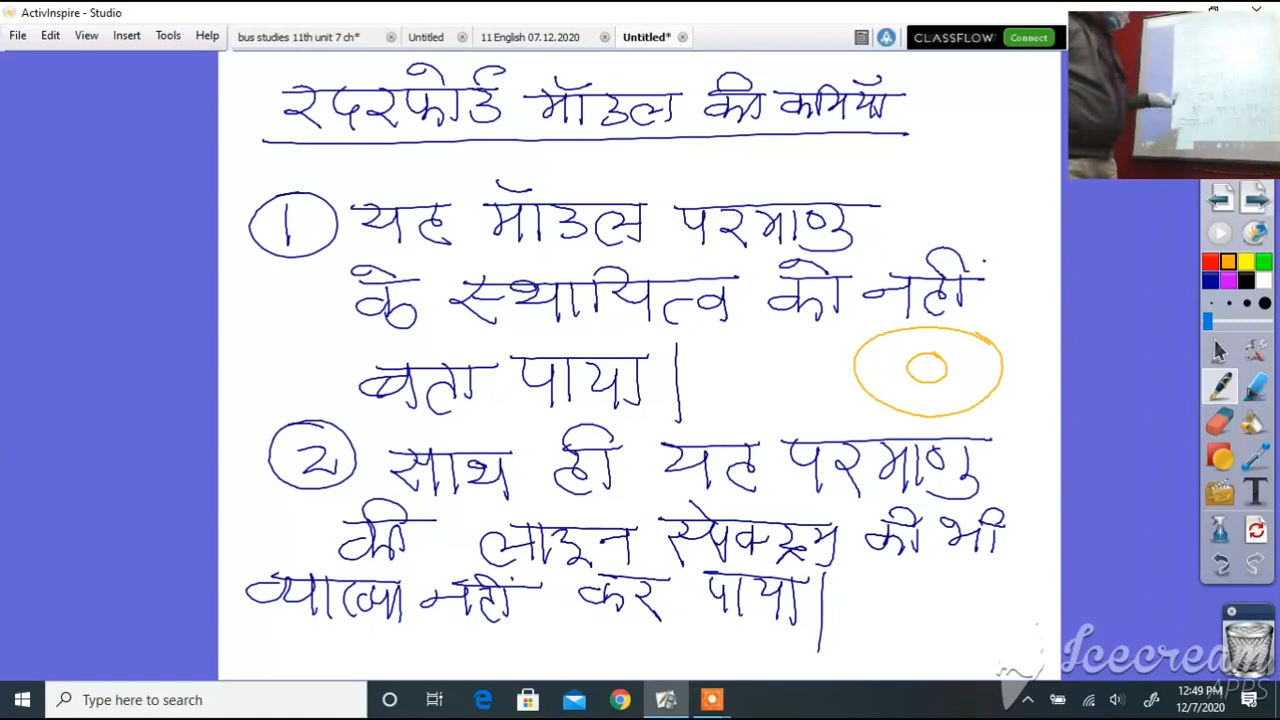 ActivInspire - Studio
File Edit View Insert Tools Help
bus studies 11th unit 7 ch* Untitled 11 English 07.12.2020 Untitled* CLASSFLOW Connect
रदरफोर्ड मॉडल की कमियाँ
1 यह मॉडल परमाणु
के स्थायित्व को नहीं
बता पाया।
2 साथ ही यह परमाणु
की लाइन स्पेक्ट्रम की भी
व्याख्या नहीं कर पाया।
Icecream
APPS
Type here to search
12:49 PM
12/7/2020